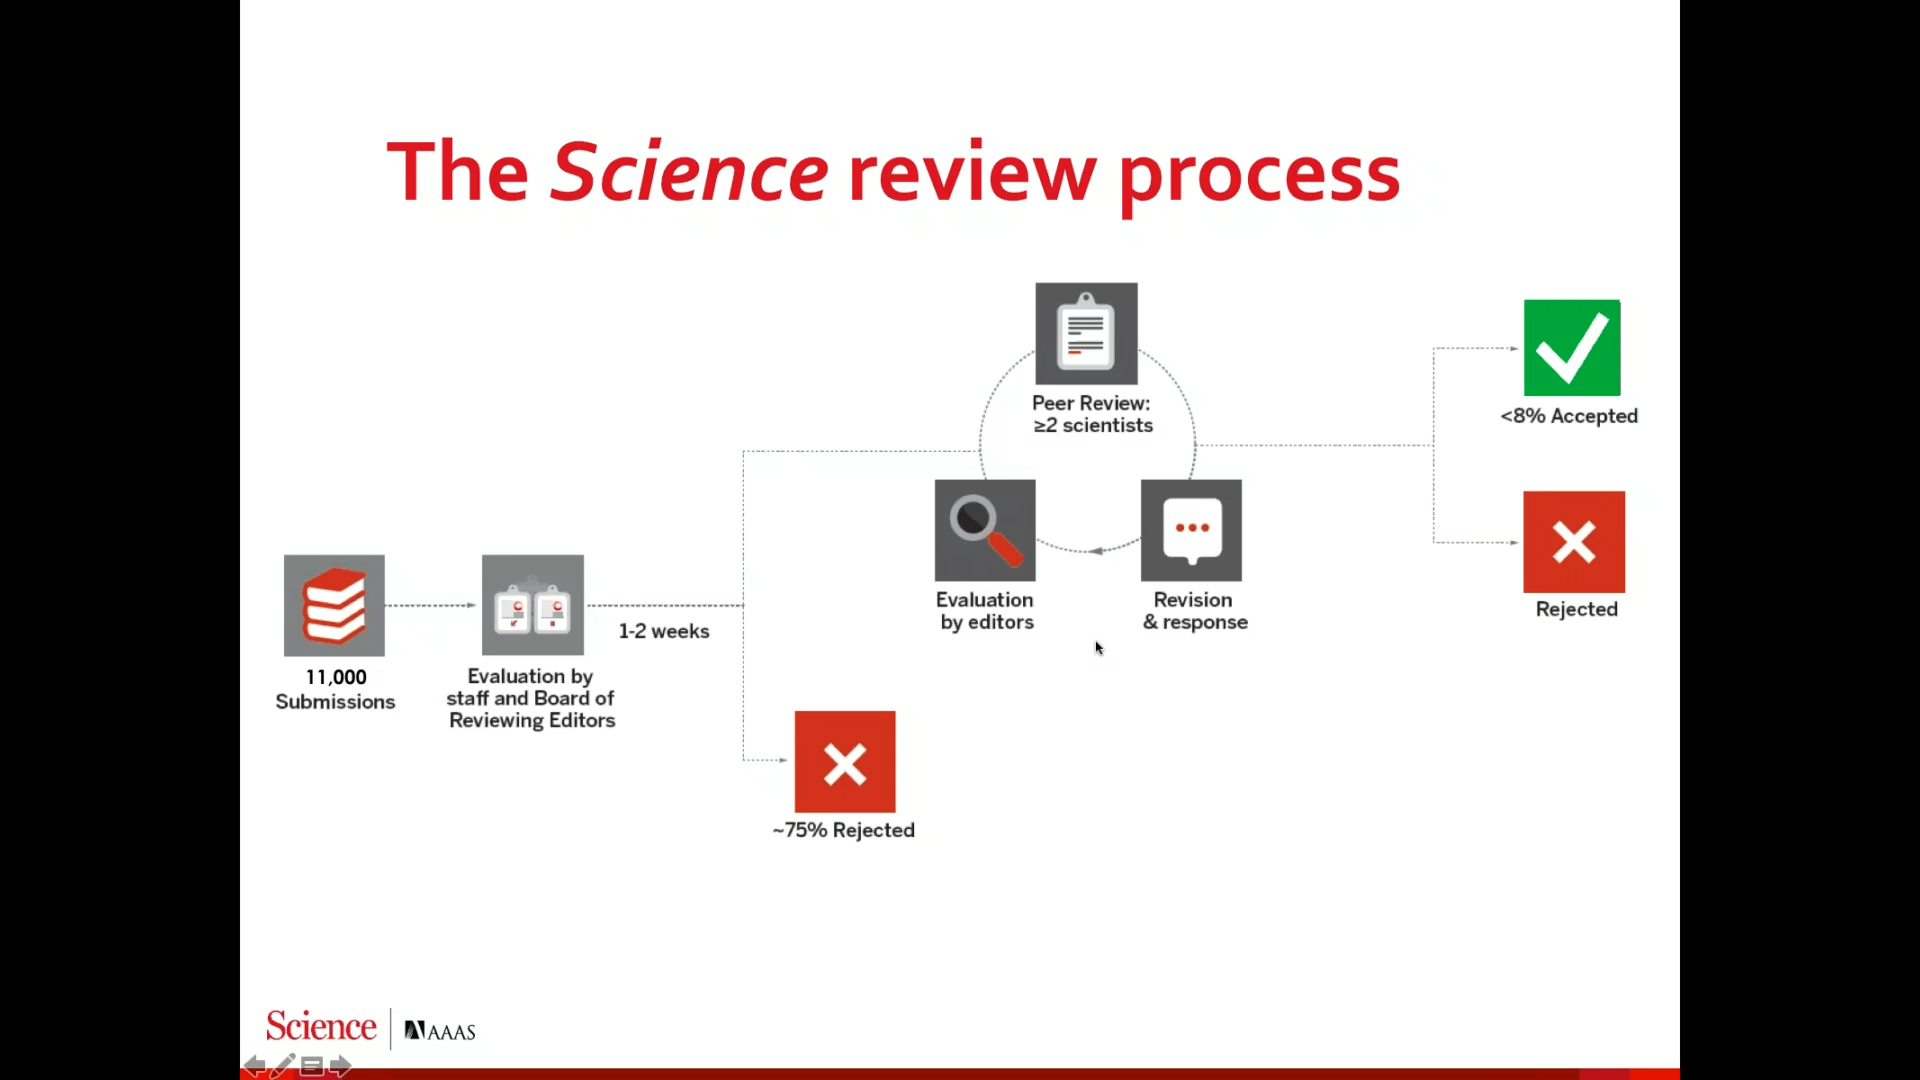 The Science review process
Peer Review:
≥2 scientists
<8% Accepted
Evaluation
by editors
Revision
& response
Rejected
1-2 weeks
11,000
Submissions
Evaluation by
staff and Board of
Reviewing Editors
~75% Rejected
Science
AAAS